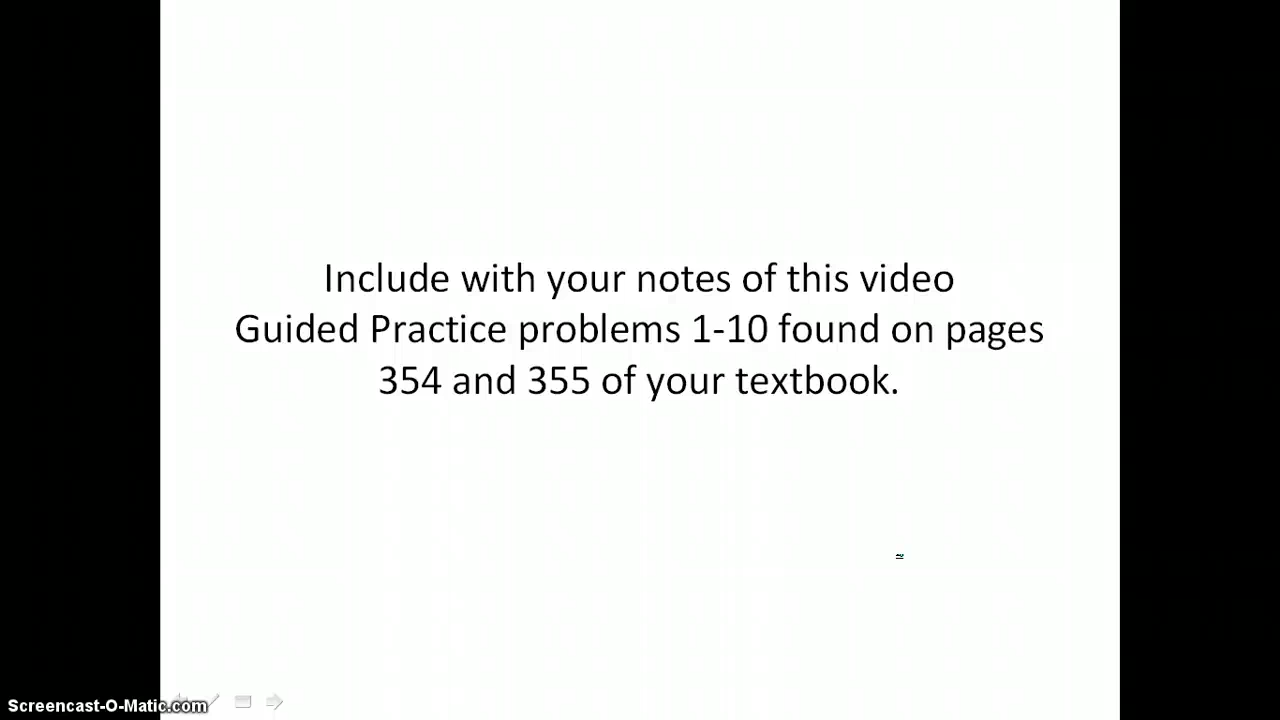 Include with your notes of this video
Guided Practice problems 1-10 found on pages
354 and 355 of your textbook.
Screencast-O-Matic.com